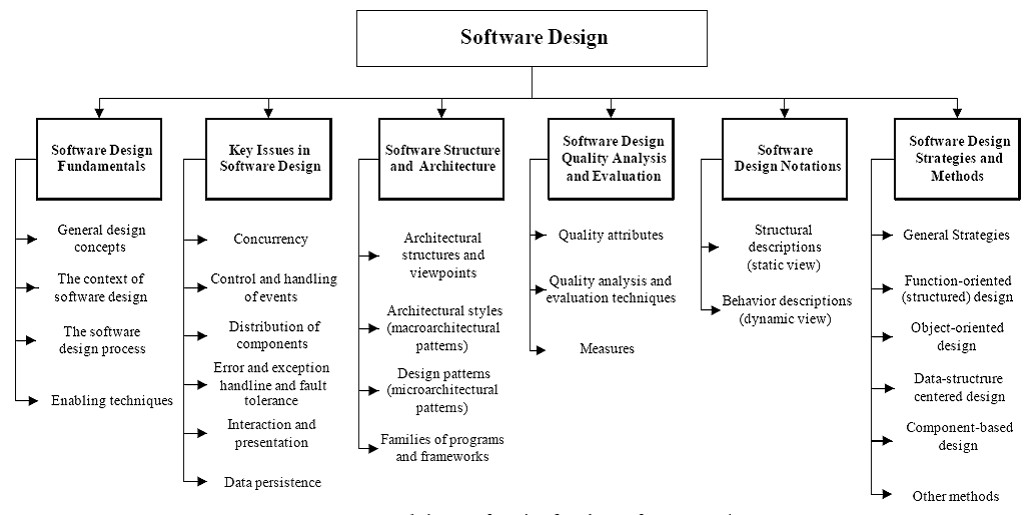 Software Design
Software Design
Fundamentals
General design
concepts
The context of
software design
The software
design process
Enabling techniques
Key Issues in
Software Design
Concurrency
Control and handling
of events
Distribution of
components
Error and exception
handline and fault
tolerance
Interaction and
presentation
Data persistence
Software Structure
and Architecture
Architectural
structures and
viewpoints
Architectural styles
(macroarchitectural
patterns)
Design patterns
(microarchitectural
patterns)
Families of programs
and frameworks
Software Design
Quality Analysis
and Evaluation
Quality attributes
Quality analysis and
evaluation techniques
Measures
Software
Design Notations
Structural
descriptions
(static view)
Behavior descriptions
(dynamic view)
Software Design
Strategies and
Methods
General Strategies
Function-oriented
(structured) design
Object-oriented
design
Data-strucrure
centered design
Component-based
design
Other methods